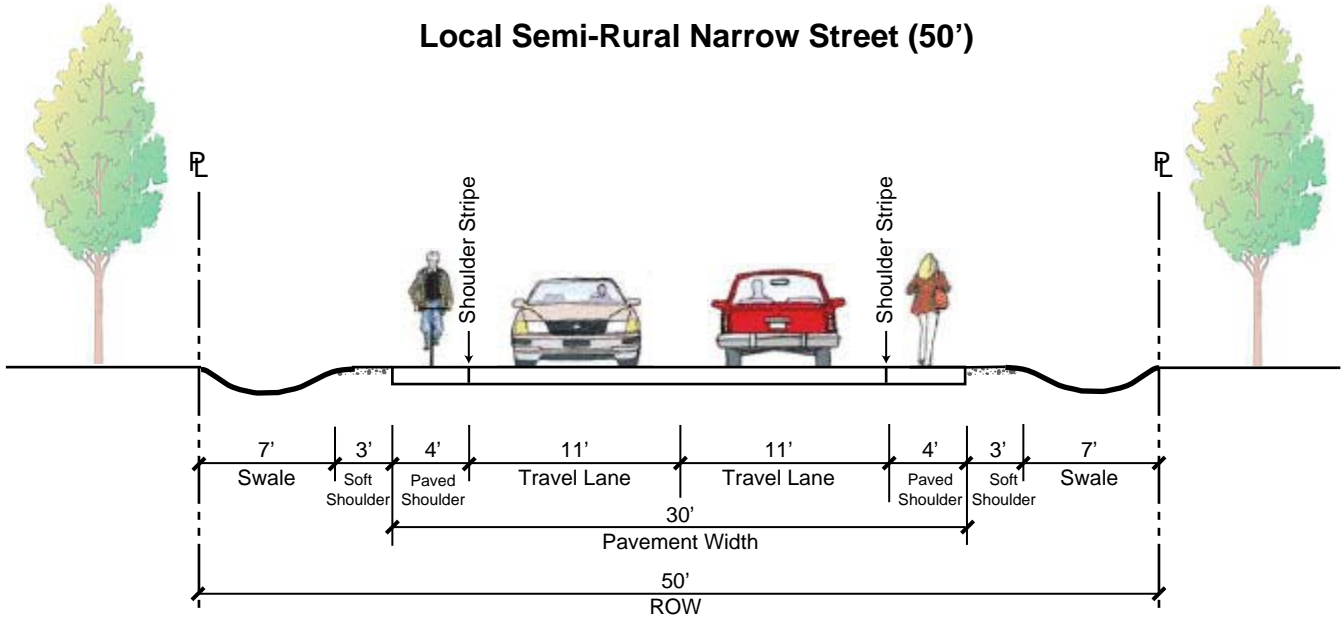 Local Semi-Rural Narrow Street (50’)
PL
PL
Shoulder Stripe
Shoulder Stripe
7’ 3’ 4’ 11’ 11’ 4’ 3’ 7’
Swale Soft Shoulder Paved Shoulder Travel Lane Travel Lane Paved Shoulder Soft Shoulder Swale
30’
Pavement Width
50’
ROW